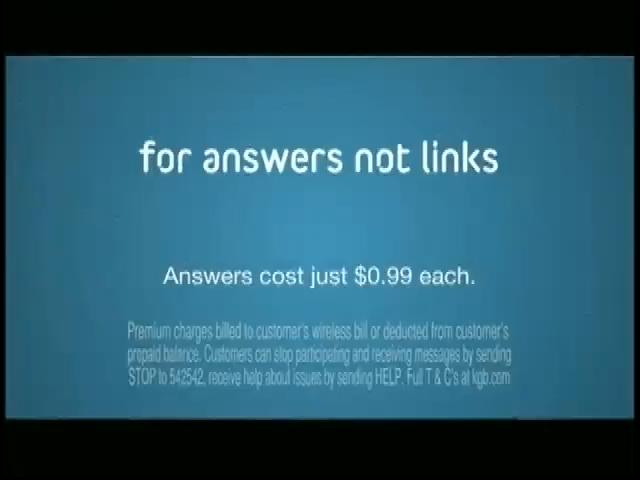 for answers not links
Answers cost just $0.99 each.
Premium charges billed to customer's wireless bill or deducted from customer's
prepaid balance. Customers can stop participating and receiving messages by sending
STOP to 542542, receive help about issues by sending HELP. Full T & C's at kgb.com